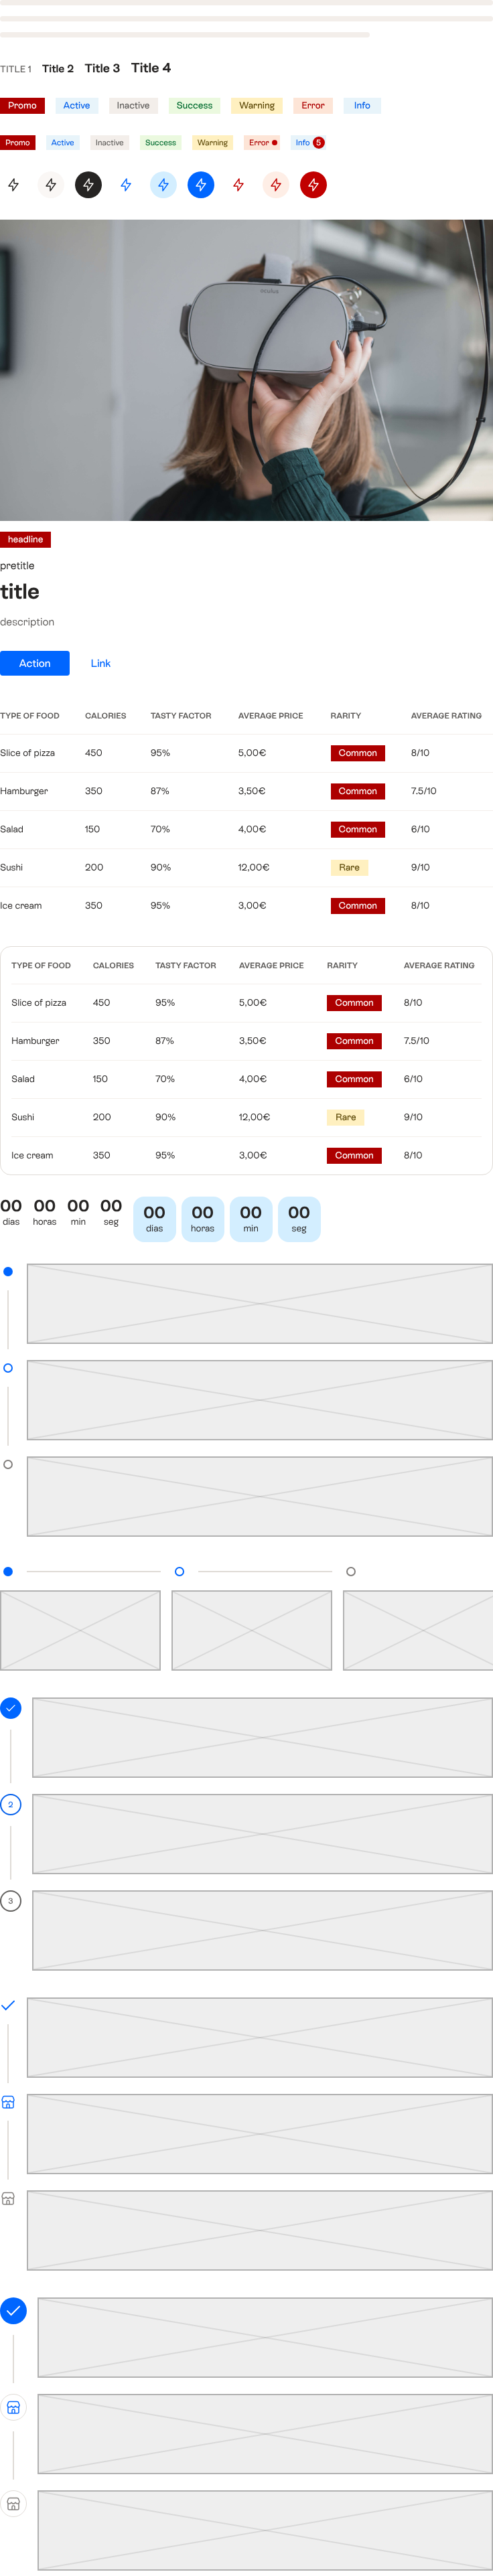 TITLE 1 Title 2 Title 3 Title 4
Promo Active Inactive Success Warning Error Info
Promo Active Inactive Success Warning Error Info 5
oculus
headline
pretitle
title
description
Action Link
TYPE OF FOOD CALORIES TASTY FACTOR AVERAGE PRICE RARITY AVERAGE RATING
Slice of pizza 450 95% 5,00€ Common 8/10
Hamburger 350 87% 3,50€ Common 7.5/10
Salad 150 70% 4,00€ Common 6/10
Sushi 200 90% 12,00€ Rare 9/10
Ice cream 350 95% 3,00€ Common 8/10
TYPE OF FOOD CALORIES TASTY FACTOR AVERAGE PRICE RARITY AVERAGE RATING
Slice of pizza 450 95% 5,00€ Common 8/10
Hamburger 350 87% 3,50€ Common 7.5/10
Salad 150 70% 4,00€ Common 6/10
Sushi 200 90% 12,00€ Rare 9/10
Ice cream 350 95% 3,00€ Common 8/10
00 00 00 00 00 00 00 00
dias horas min seg dias horas min seg
2
3